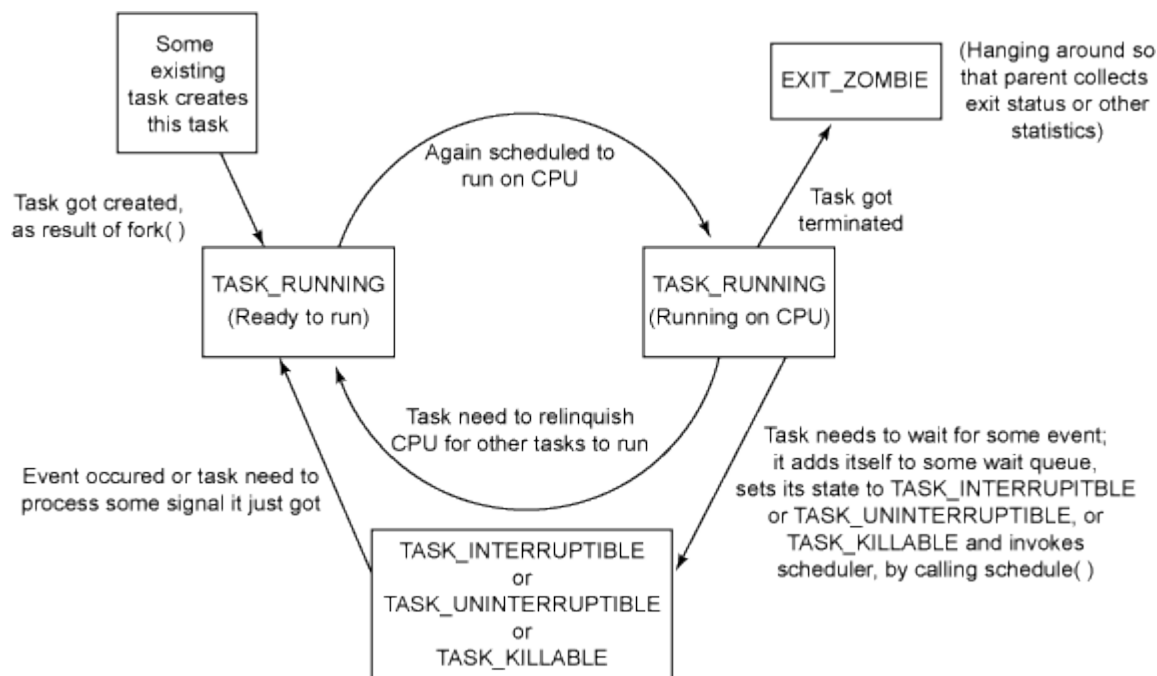 Some
existing
task creates
this task
EXIT_ZOMBIE
(Hanging around so
that parent collects
exit status or other
statistics)
Again scheduled to
run on CPU
Task got created,
as result of fork( )
Task got
terminated
TASK_RUNNING
(Ready to run)
TASK_RUNNING
(Running on CPU)
Task need to relinquish
CPU for other tasks to run
Event occured or task need to
process some signal it just got
Task needs to wait for some event;
it adds itself to some wait queue,
sets its state to TASK_INTERRUPITBLE
or TASK_UNINTERRUPTIBLE, or
TASK_KILLABLE and invokes
scheduler, by calling schedule( )
TASK_INTERRUPTIBLE
or
TASK_UNINTERRUPTIBLE
or
TASK_KILLABLE